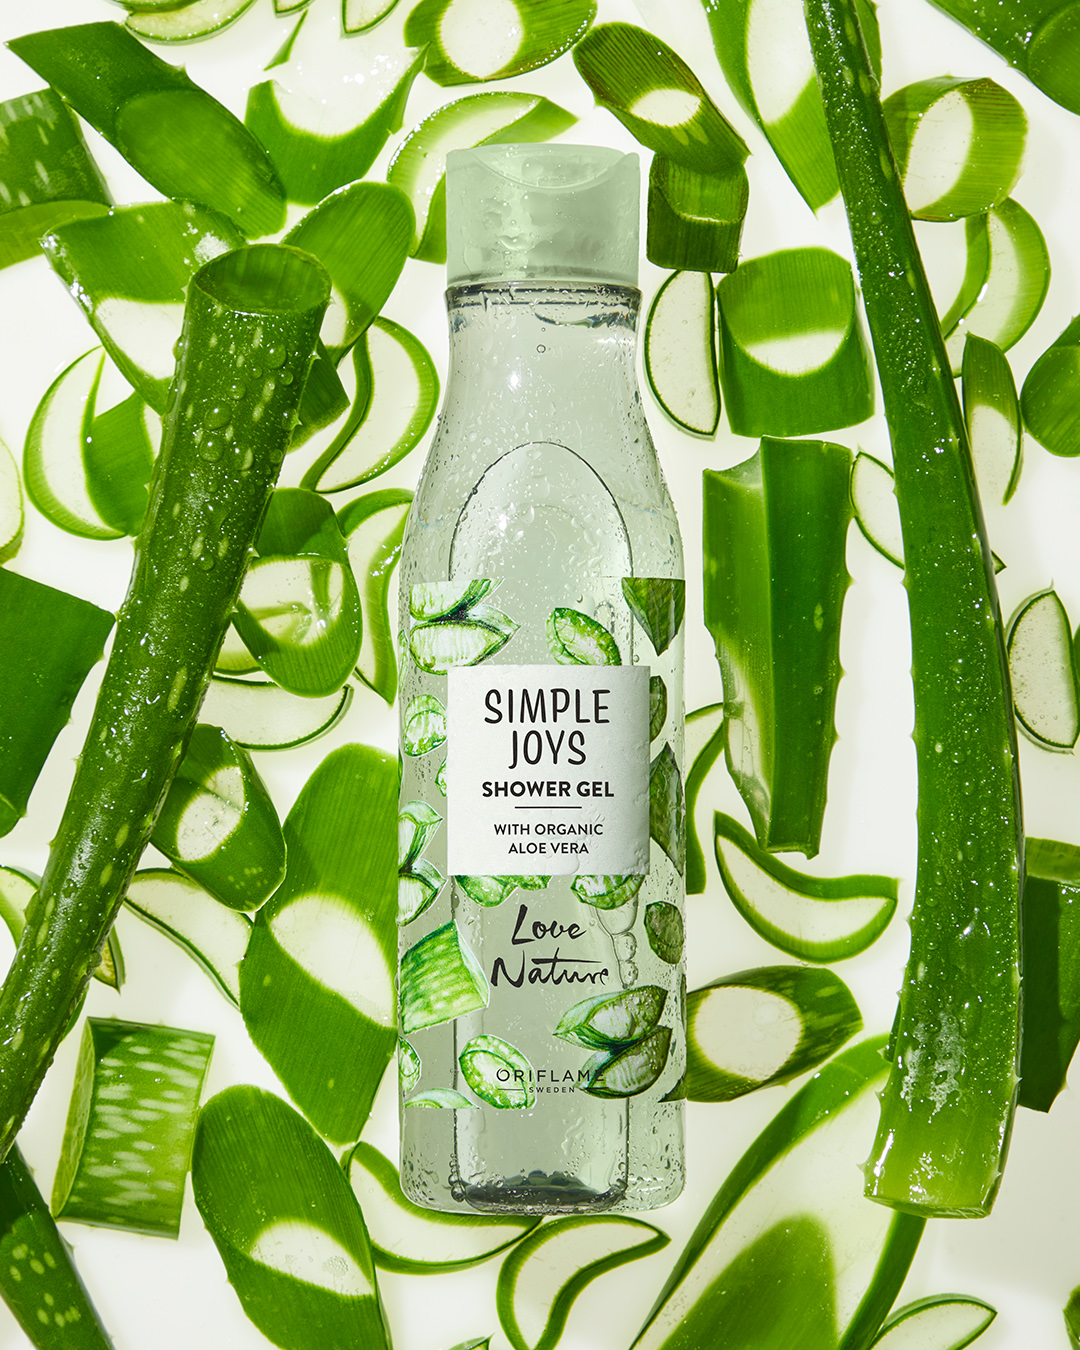 SIMPLE
JOYS
SHOWER GEL
WITH ORGANIC
ALOE VERA
Love
Nature
ORIFLAME
SWEDEN